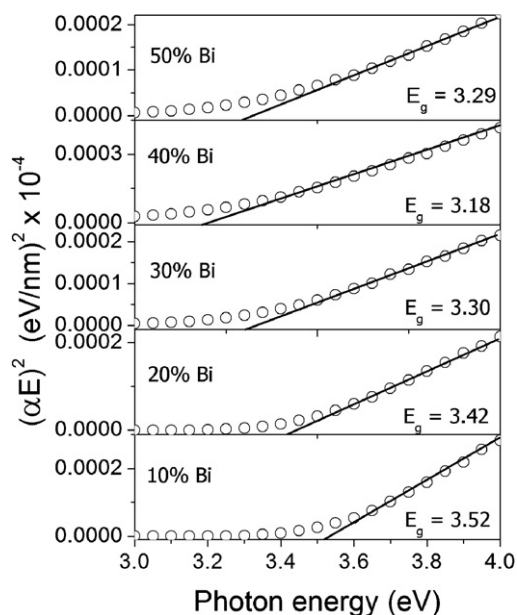 (αE)² (eV/nm)² x 10⁻⁴
0.0002
0.0001
0.0000
50% Bi
E_g = 3.29
0.0003
0.0000
40% Bi
E_g = 3.18
0.0002
0.0001
0.0000
30% Bi
E_g = 3.30
0.0002
0.0000
20% Bi
E_g = 3.42
0.0002
0.0000
10% Bi
E_g = 3.52
3.0 3.2 3.4 3.6 3.8 4.0
Photon energy (eV)